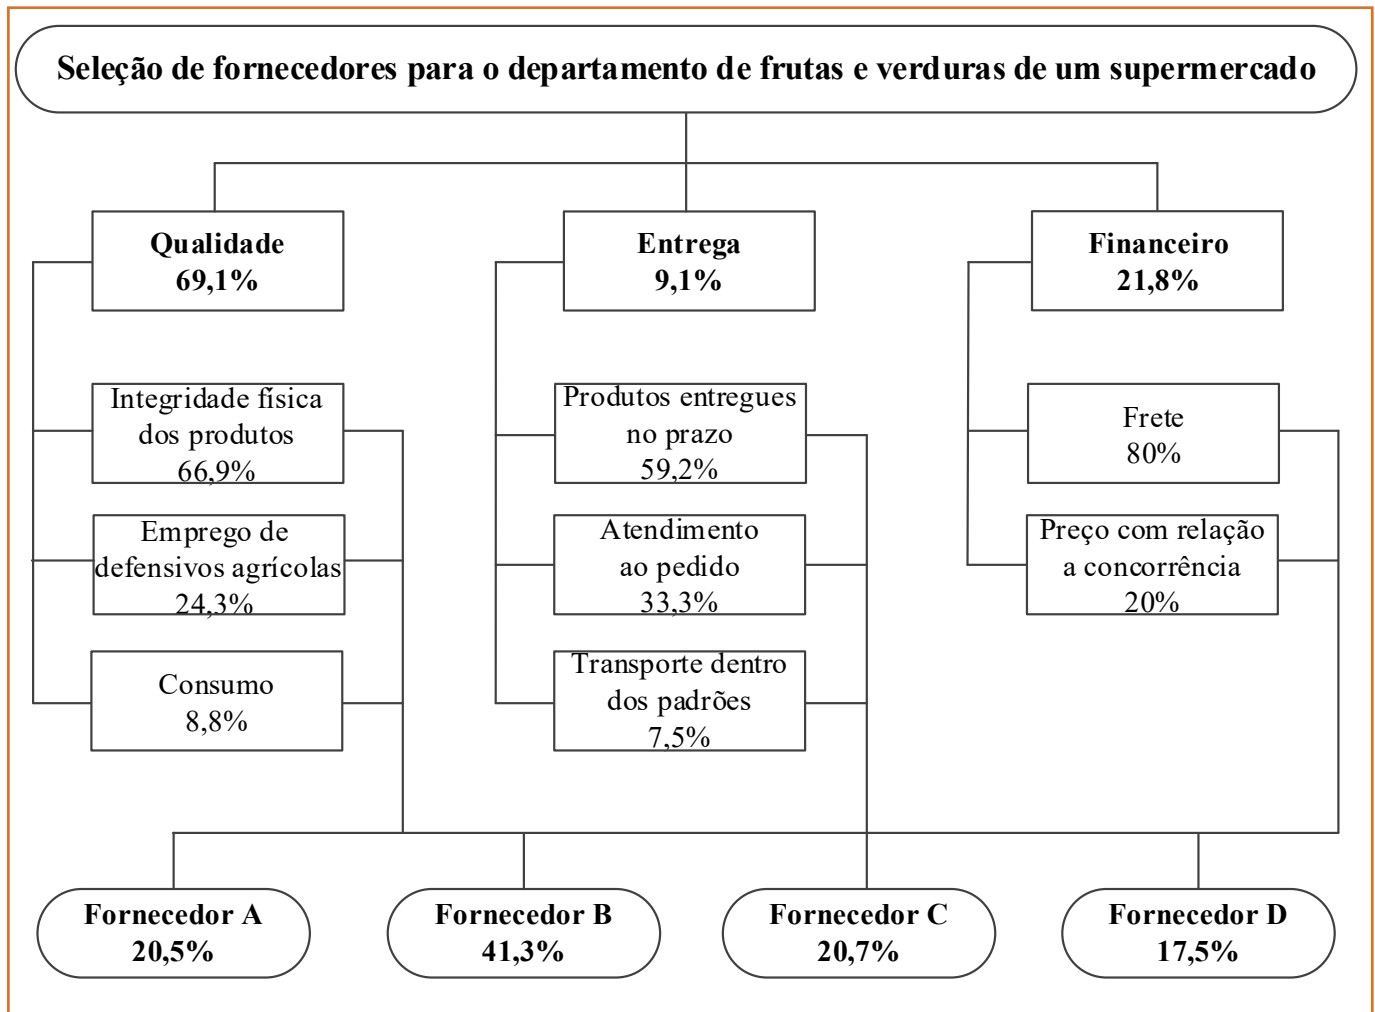 Seleção de fornecedores para o departamento de frutas e verduras de um supermercado
Qualidade
69,1%
Entrega
9,1%
Financeiro
21,8%
Integridade física
dos produtos
66,9%
Produtos entregues
no prazo
59,2%
Frete
80%
Emprego de
defensivos agrícolas
24,3%
Atendimento
ao pedido
33,3%
Preço com relação
a concorrência
20%
Consumo
8,8%
Transporte dentro
dos padrões
7,5%
Fornecedor A
20,5%
Fornecedor B
41,3%
Fornecedor C
20,7%
Fornecedor D
17,5%